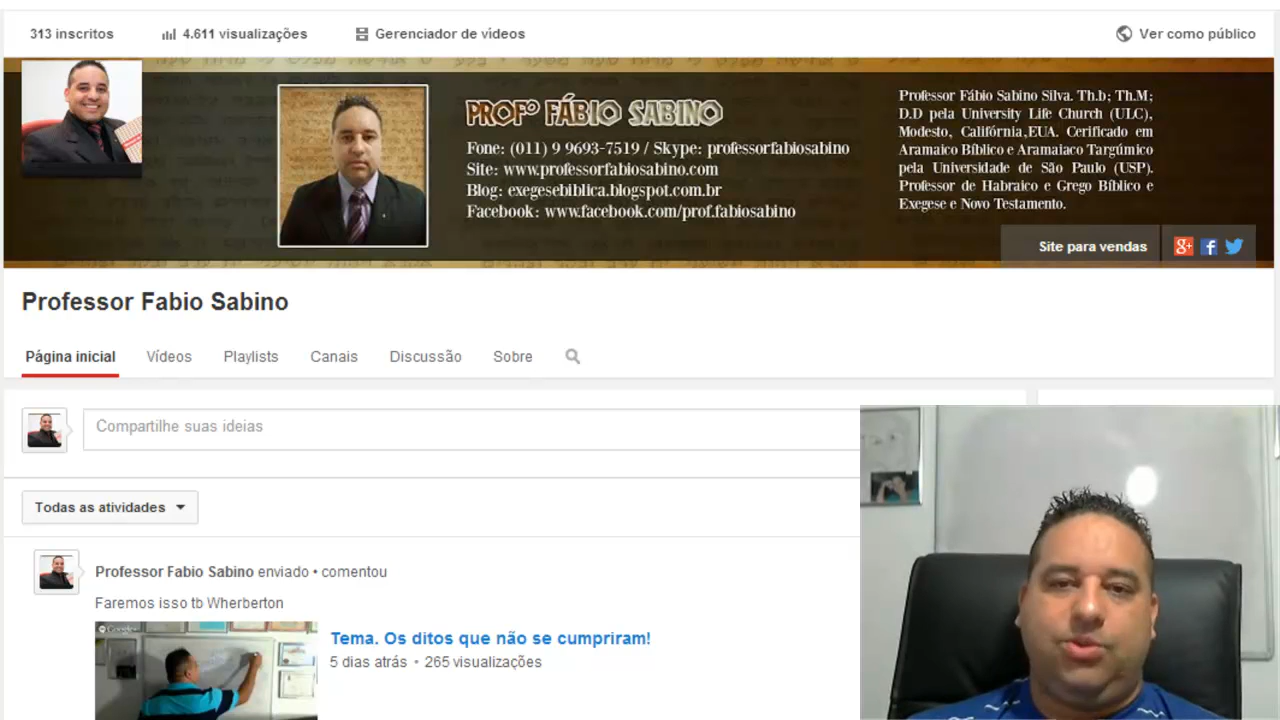 313 inscritos
4.611 visualizações
Gerenciador de vídeos
Ver como público
PROFº FÁBIO SABINO
Fone: (011) 9 9693-7519 / Skype: professorfabiosabino
Site: www.professorfabiosabino.com
Blog: exegesebiblica.blogspot.com.br
Facebook: www.facebook.com/prof.fabiosabino
Professor Fábio Sabino Silva. Th.b; Th.M;
D.D pela University Life Church (ULC),
Modesto, Califórnia,EUA. Cerificado em
Aramaico Bíblico e Aramaiaco Targúmico
pela Universidade de São Paulo (USP).
Professor de Habraico e Grego Bíblico e
Exegese e Novo Testamento.
Site para vendas
Professor Fabio Sabino
Página inicial
Vídeos
Playlists
Canais
Discussão
Sobre
Compartilhe suas ideias
Todas as atividades
Professor Fabio Sabino enviado • comentou
Faremos isso tb Wherberton
Google
Tema. Os ditos que não se cumpriram!
5 dias atrás • 265 visualizações